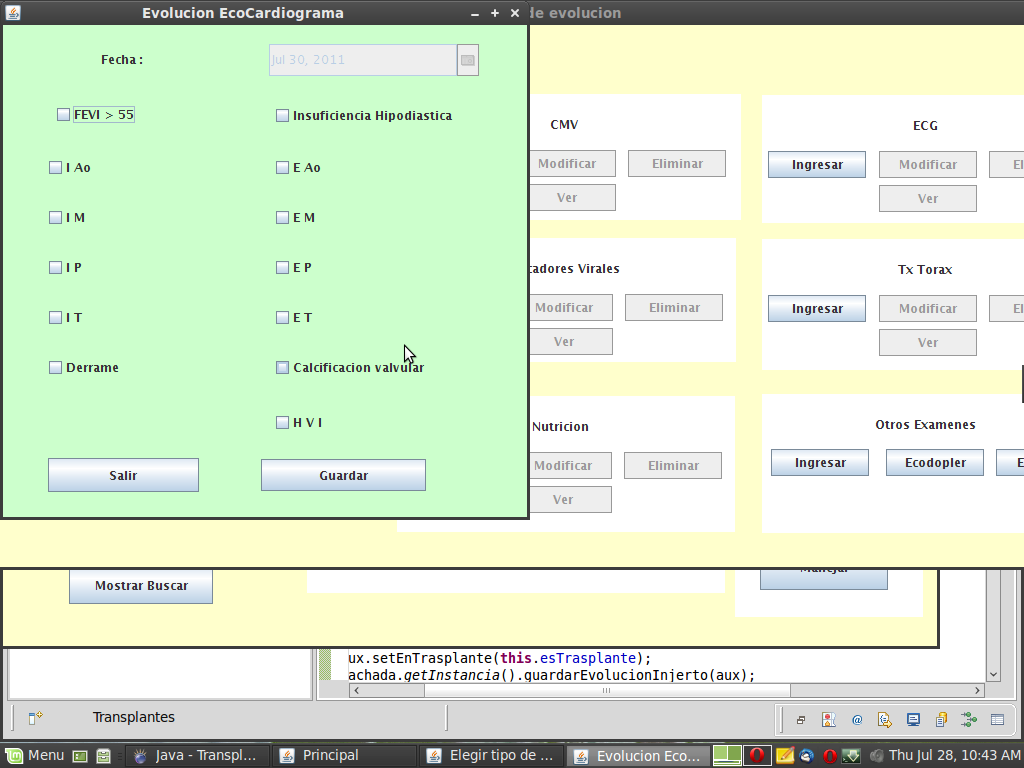 Evolucion EcoCardiograma
de evolucion
Fecha :
jul 30, 2011
FEVI > 55
Insuficiencia Hipodiastica
I Ao
E Ao
I M
E M
I P
E P
I T
E T
Derrame
Calcificacion valvular
H V I
Salir
Guardar
CMV
Modificar
Eliminar
Ver
ECG
Ingresar
Modificar
Eli
Ver
cadores Virales
Modificar
Eliminar
Ver
Tx Torax
Ingresar
Modificar
Eli
Ver
Nutricion
Modificar
Eliminar
Ver
Otros Examenes
Ingresar
Ecodopler
E
Mostrar Buscar
Manejar
ux.setEnTrasplante(this.esTrasplante);
achada.getInstancia().guardarEvolucionInjerto(aux);
Transplantes
Menu
Java - Transpl...
Principal
Elegir tipo de ...
Evolucion Eco...
Thu Jul 28, 10:43 AM